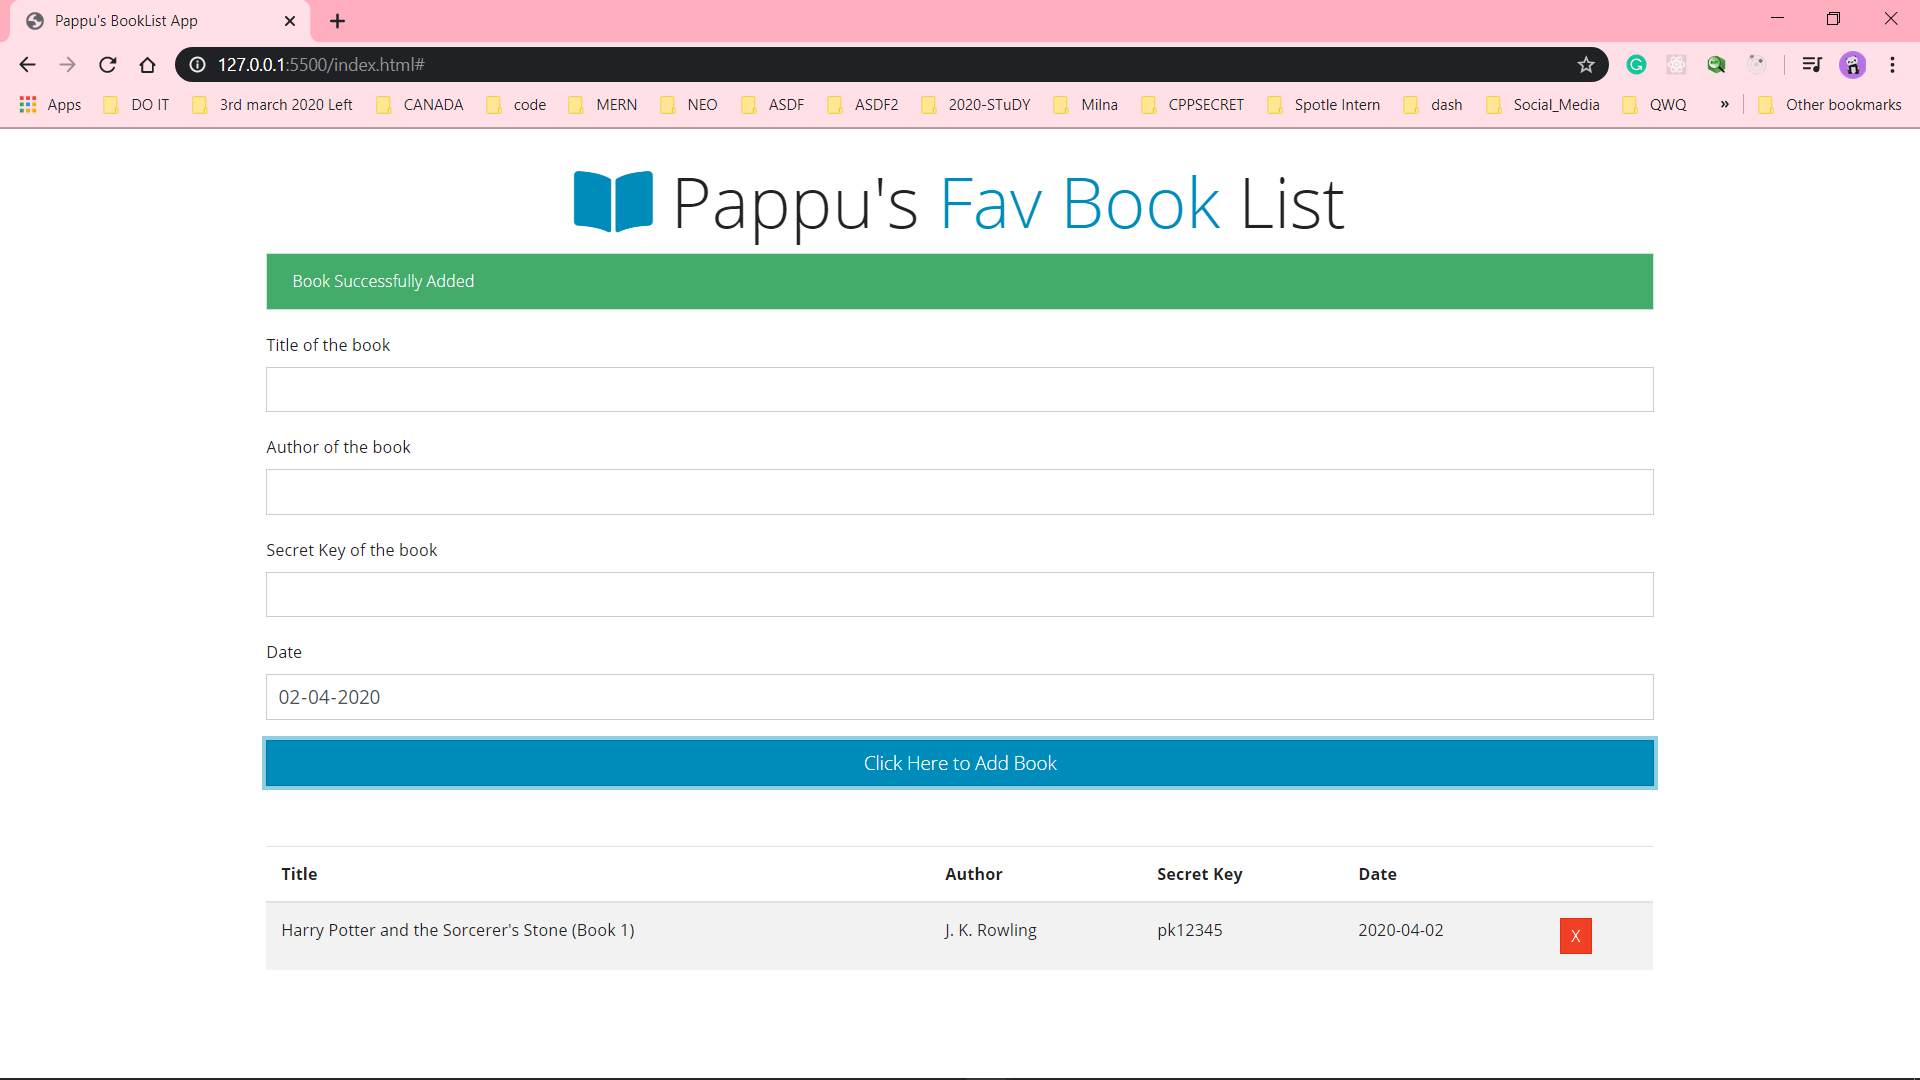 Pappu's BookList App
127.0.0.1:5500/index.html#
Apps DO IT 3rd march 2020 Left CANADA code MERN NEO ASDF ASDF2 2020-STuDY Milna CPPSECRET Spotle Intern dash Social_Media QWQ » Other bookmarks
Pappu's Fav Book List
Book Successfully Added
Title of the book
Author of the book
Secret Key of the book
Date
02-04-2020
Click Here to Add Book
Title Author Secret Key Date
Harry Potter and the Sorcerer's Stone (Book 1) J. K. Rowling pk12345 2020-04-02 X